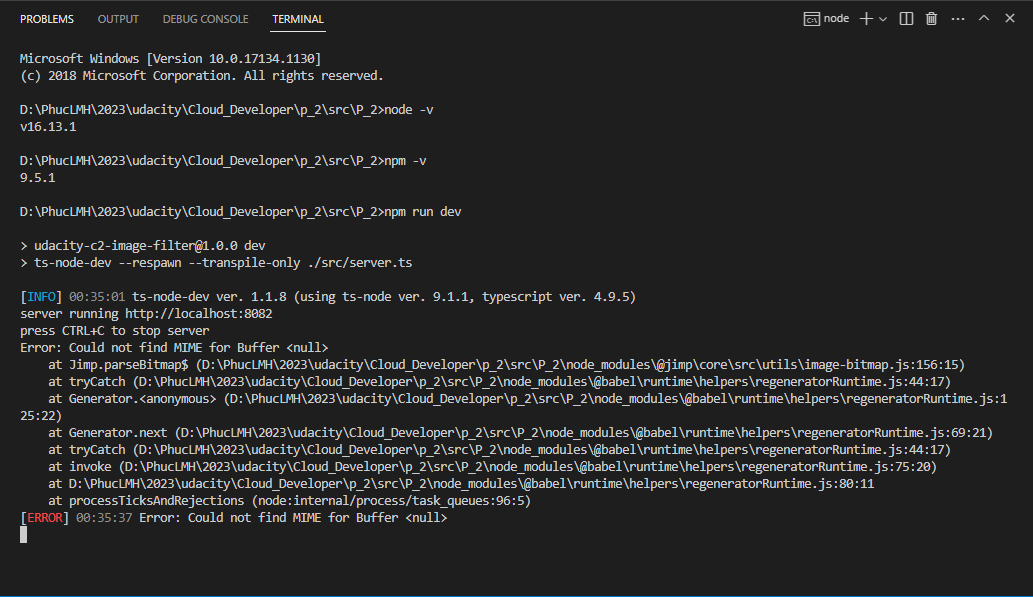 PROBLEMS OUTPUT DEBUG CONSOLE TERMINAL node
Microsoft Windows [Version 10.0.17134.1130]
(c) 2018 Microsoft Corporation. All rights reserved.
D:\PhucLMH\2023\udacity\Cloud_Developer\p_2\src\P_2>node -v
v16.13.1
D:\PhucLMH\2023\udacity\Cloud_Developer\p_2\src\P_2>npm -v
9.5.1
D:\PhucLMH\2023\udacity\Cloud_Developer\p_2\src\P_2>npm run dev
> udacity-c2-image-filter@1.0.0 dev
> ts-node-dev --respawn --transpile-only ./src/server.ts
[INFO] 00:35:01 ts-node-dev ver. 1.1.8 (using ts-node ver. 9.1.1, typescript ver. 4.9.5)
server running http://localhost:8082
press CTRL+C to stop server
Error: Could not find MIME for Buffer <null>
at Jimp.parseBitmap$ (D:\PhucLMH\2023\udacity\Cloud_Developer\p_2\src\P_2\node_modules\@jimp\core\src\utils\image-bitmap.js:156:15)
at tryCatch (D:\PhucLMH\2023\udacity\Cloud_Developer\p_2\src\P_2\node_modules\@babel\runtime\helpers\regeneratorRuntime.js:44:17)
at Generator.<anonymous> (D:\PhucLMH\2023\udacity\Cloud_Developer\p_2\src\P_2\node_modules\@babel\runtime\helpers\regeneratorRuntime.js:1
25:22)
at Generator.next (D:\PhucLMH\2023\udacity\Cloud_Developer\p_2\src\P_2\node_modules\@babel\runtime\helpers\regeneratorRuntime.js:69:21)
at tryCatch (D:\PhucLMH\2023\udacity\Cloud_Developer\p_2\src\P_2\node_modules\@babel\runtime\helpers\regeneratorRuntime.js:44:17)
at invoke (D:\PhucLMH\2023\udacity\Cloud_Developer\p_2\src\P_2\node_modules\@babel\runtime\helpers\regeneratorRuntime.js:75:20)
at D:\PhucLMH\2023\udacity\Cloud_Developer\p_2\src\P_2\node_modules\@babel\runtime\helpers\regeneratorRuntime.js:80:11
at processTicksAndRejections (node:internal/process/task_queues:96:5)
[ERROR] 00:35:37 Error: Could not find MIME for Buffer <null>